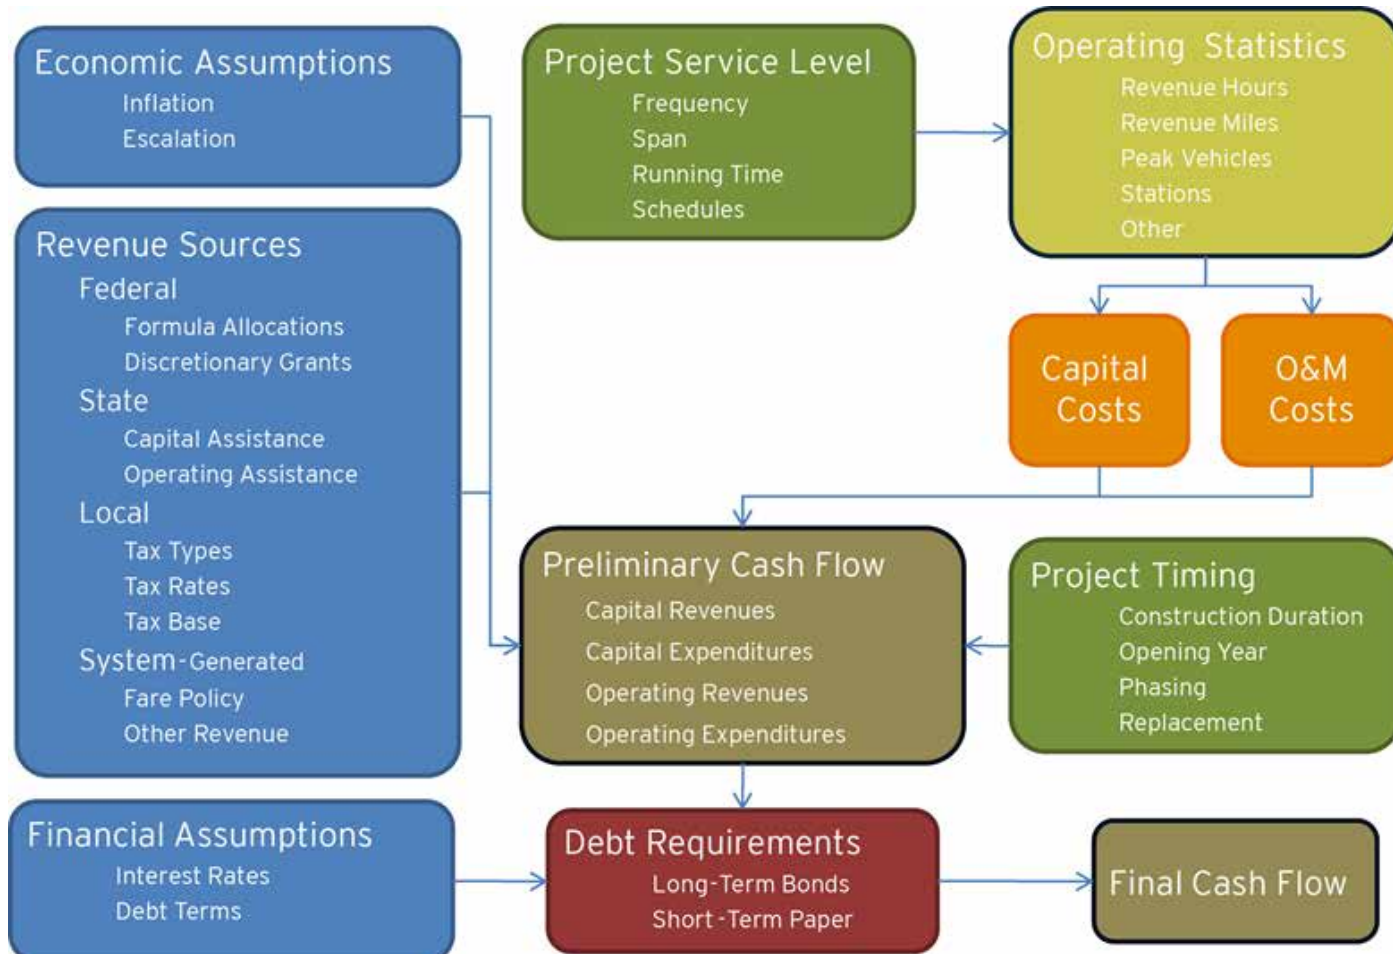 Economic Assumptions
Inflation
Escalation
Project Service Level
Frequency
Span
Running Time
Schedules
Operating Statistics
Revenue Hours
Revenue Miles
Peak Vehicles
Stations
Other
Revenue Sources
Federal
Formula Allocations
Discretionary Grants
State
Capital Assistance
Operating Assistance
Local
Tax Types
Tax Rates
Tax Base
System-Generated
Fare Policy
Other Revenue
Capital
Costs
O&M
Costs
Preliminary Cash Flow
Capital Revenues
Capital Expenditures
Operating Revenues
Operating Expenditures
Project Timing
Construction Duration
Opening Year
Phasing
Replacement
Financial Assumptions
Interest Rates
Debt Terms
Debt Requirements
Long-Term Bonds
Short-Term Paper
Final Cash Flow